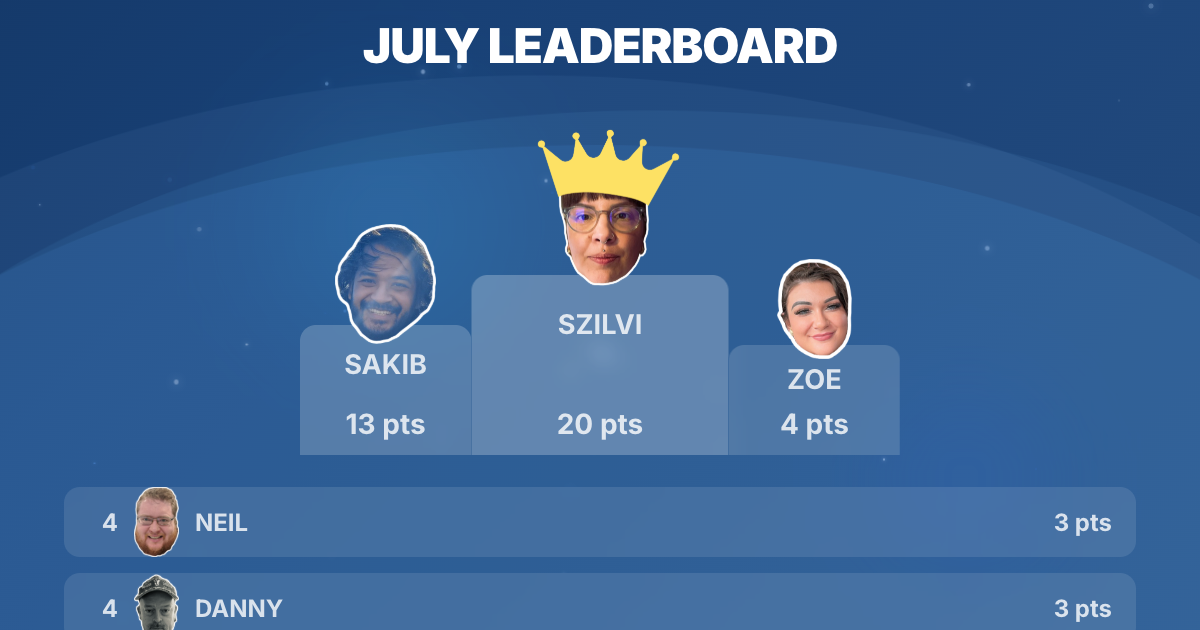 JULY LEADERBOARD
SZILVI
20 pts
SAKIB
13 pts
ZOE
4 pts
4 NEIL 3 pts
4 DANNY 3 pts